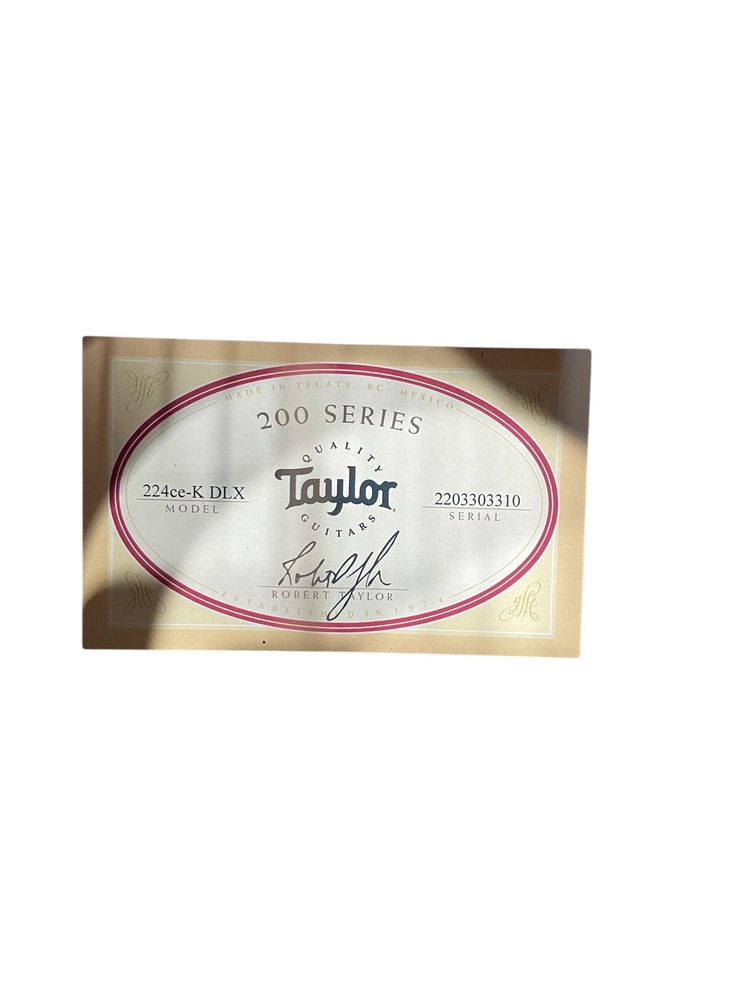 MADE IN TECATE, BC, MEXICO
200 SERIES
QUALITY
Taylor
GUITARS
224ce-K DLX
MODEL
2203303310
SERIAL
ROBERT TAYLOR
ESTABLISHED IN 1974